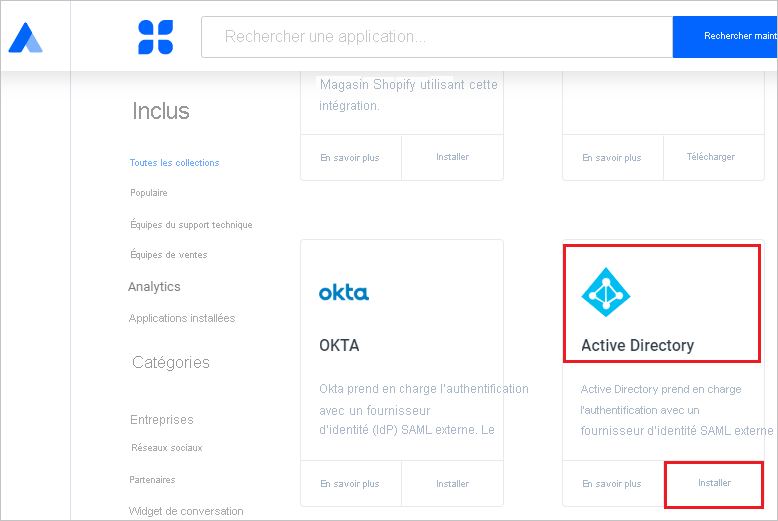 Rechercher une application...
Rechercher maint
Inclus
Toutes les collections
Populaire
Équipes du support technique
Équipes de ventes
Analytics
Applications installées
Catégories
Entreprises
Réseaux sociaux
Partenaires
Widget de conversation
Magasin Shopify utilisant cette
intégration.
En savoir plus
Installer
En savoir plus
Télécharger
okta
OKTA
Okta prend en charge l'authentification
avec un fournisseur
d'identité (IdP) SAML externe. Le
En savoir plus
Installer
Active Directory
Active Directory prend en charge
l'authentification avec un
fournisseur d'identité SAML externe
En savoir plus
Installer